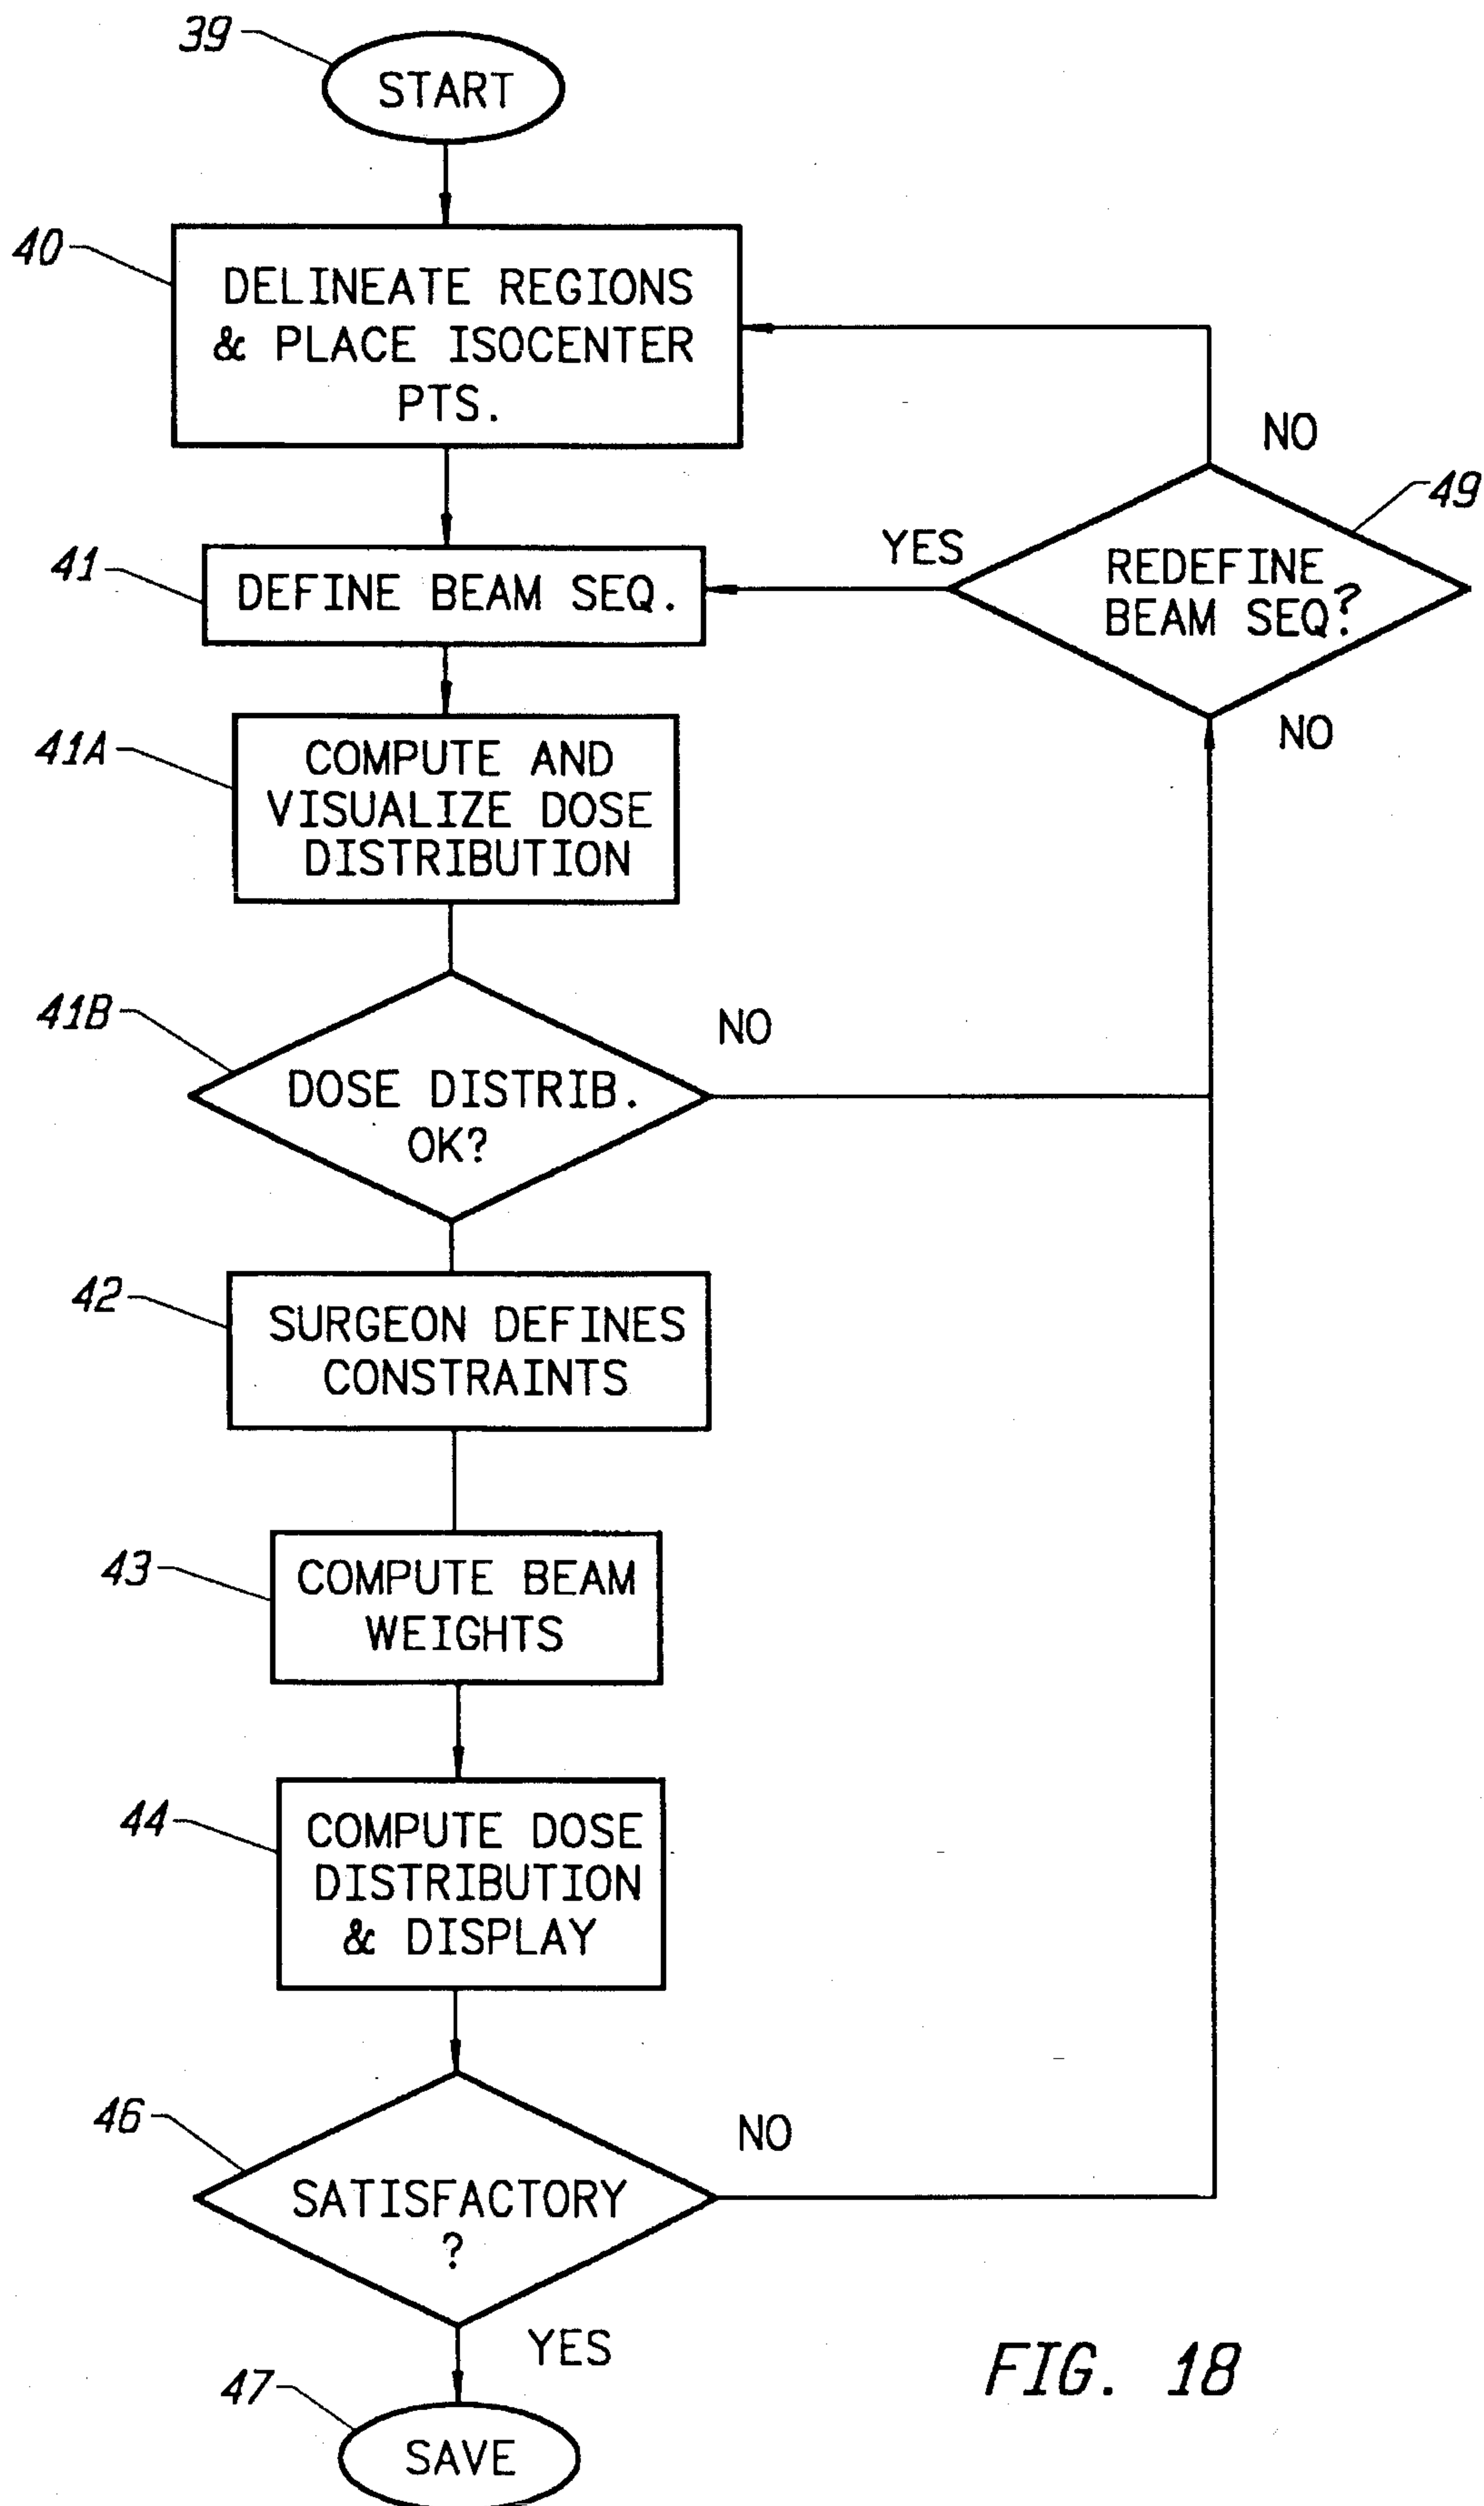 39
START
40
DELINEATE REGIONS
& PLACE ISOCENTER
PTS.
NO
49
41
DEFINE BEAM SEQ.
YES
REDEFINE
BEAM SEQ?
NO
41A
COMPUTE AND
VISUALIZE DOSE
DISTRIBUTION
41B
DOSE DISTRIB.
OK?
NO
42
SURGEON DEFINES
CONSTRAINTS
43
COMPUTE BEAM
WEIGHTS
44
COMPUTE DOSE
DISTRIBUTION
& DISPLAY
46
SATISFACTORY
?
NO
YES
47
SAVE
FIG. 18